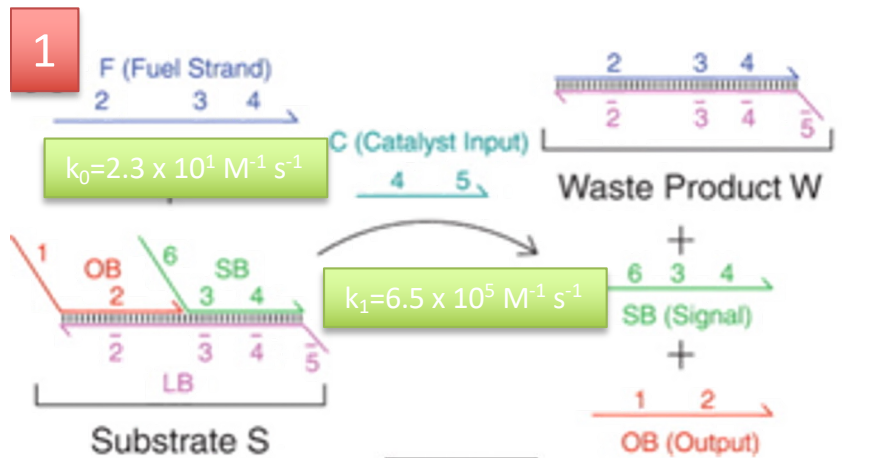 1
F (Fuel Strand)
2 3 4
k₀=2.3 x 10¹ M⁻¹ s⁻¹
C (Catalyst Input)
4 5
2 3 4
2̄ 3̄ 4̄ 5̄
Waste Product W
+
1 OB 6 SB
2 3 4
2̄ 3̄ 4̄ 5̄
LB
Substrate S
k₁=6.5 x 10⁵ M⁻¹ s⁻¹
6 3 4
SB (Signal)
+
1 2
OB (Output)